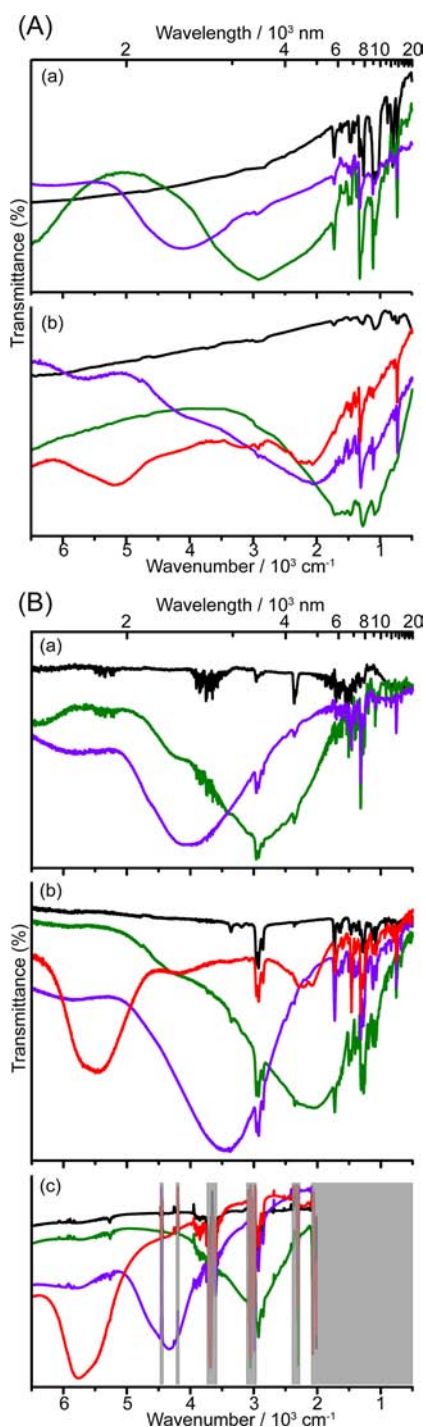 (A)
Wavelength / 10³ nm
2 4 6 8 10 20
(a)
(b)
Transmittance (%)
6 5 4 3 2 1
Wavenumber / 10³ cm⁻¹
(B)
Wavelength / 10³ nm
2 4 6 8 10 20
(a)
(b)
Transmittance (%)
(c)
6 5 4 3 2 1
Wavenumber / 10³ cm⁻¹